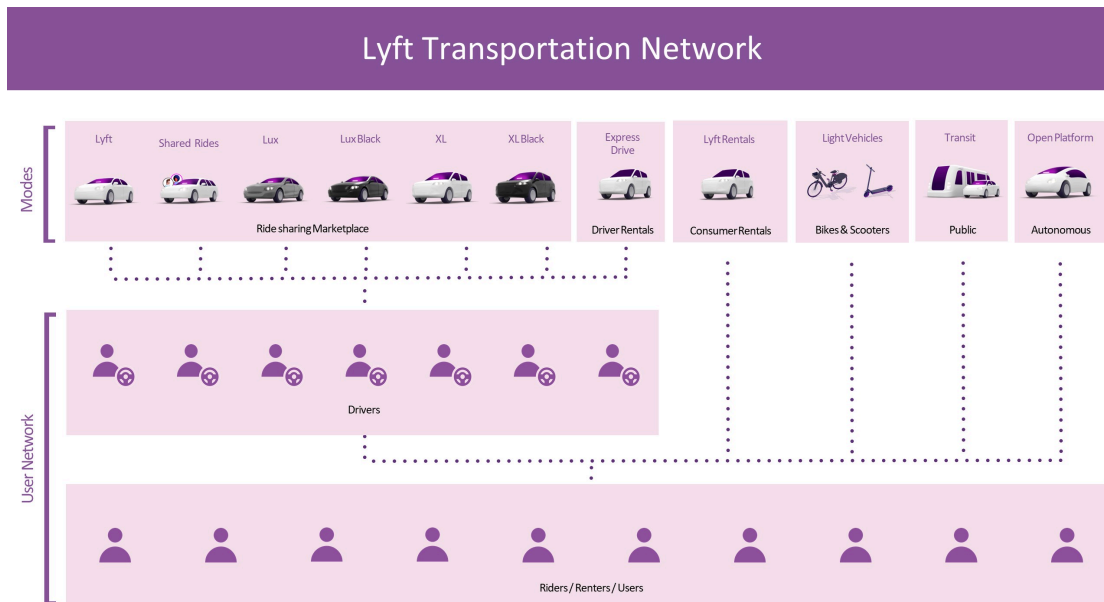 Lyft Transportation Network
Modes
Lyft
Shared Rides
Lux
Lux Black
XL
XL Black
Ride sharing Marketplace
Express
Drive
Driver Rentals
Lyft Rentals
Consumer Rentals
Light Vehicles
Bikes & Scooters
Transit
Public
Open Platform
Autonomous
User Network
Drivers
Riders / Renters / Users